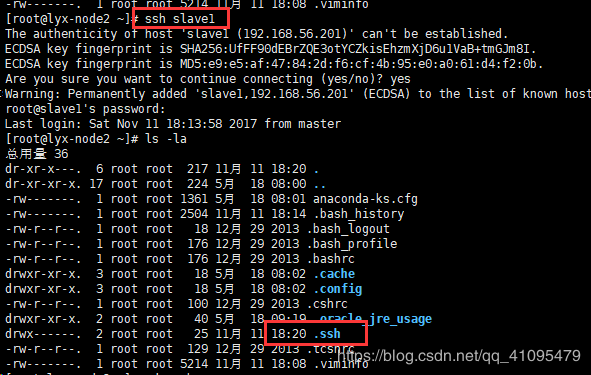 -rw-------. 1 root root 5214 11月 11 18:08 .viminfo
[root@lyx-node2 ~]# ssh slave1
The authenticity of host 'slave1 (192.168.56.201)' can't be established.
ECDSA key fingerprint is SHA256:UfFF90dEBrZQE3otYCZkisEhzmXjD6u1VaB+tmGJm8I.
ECDSA key fingerprint is MD5:e9:e5:af:47:84:2d:f6:cf:4b:95:e0:a0:61:d4:f2:0b.
Are you sure you want to continue connecting (yes/no)? yes
Warning: Permanently added 'slave1,192.168.56.201' (ECDSA) to the list of known host
root@slave1's password:
Last login: Sat Nov 11 18:13:58 2017 from master
[root@lyx-node2 ~]# ls -la
总用量 36
dr-xr-x---. 6 root root 217 11月 11 18:20 .
dr-xr-xr-x. 17 root root 224 5月 18 08:00 ..
-rw-------. 1 root root 1361 5月 18 08:01 anaconda-ks.cfg
-rw-------. 1 root root 2504 11月 11 18:14 .bash_history
-rw-r--r--. 1 root root 18 12月 29 2013 .bash_logout
-rw-r--r--. 1 root root 176 12月 29 2013 .bash_profile
-rw-r--r--. 1 root root 176 12月 29 2013 .bashrc
drwxr-xr-x. 3 root root 18 5月 18 08:02 .cache
drwxr-xr-x. 3 root root 18 5月 18 08:02 .config
-rw-r--r--. 1 root root 100 12月 29 2013 .cshrc
drwxr-xr-x. 2 root root 40 5月 18 09:19 .oracle_jre_usage
drwx------. 2 root root 25 11月 11 18:20 .ssh
-rw-r--r--. 1 root root 129 12月 29 2013 .tcshrc
-rw-------. 1 root root 5214 11月 11 18:08 .viminfo
https://blog.csdn.net/qq_41095479